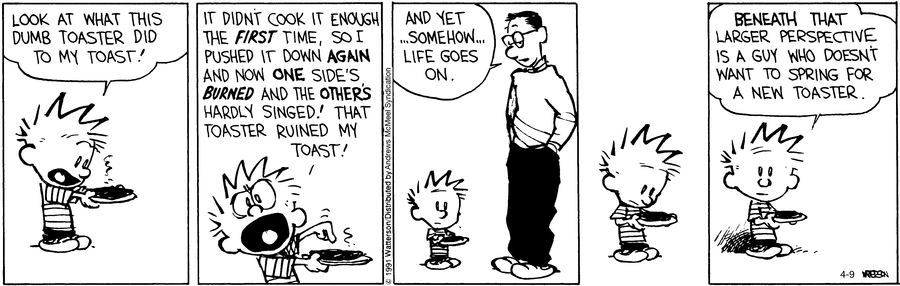 LOOK AT WHAT THIS
DUMB TOASTER DID
TO MY TOAST!
IT DIDN'T COOK IT ENOUGH
THE FIRST TIME, SO I
PUSHED IT DOWN AGAIN
AND NOW ONE SIDE'S
BURNED AND THE OTHER'S
HARDLY SINGED! THAT
TOASTER RUINED MY
TOAST!
© 1991 Watterson/Distributed by Andrews McMeel Syndication
AND YET
...SOMEHOW...
LIFE GOES
ON.
BENEATH THAT
LARGER PERSPECTIVE
IS A GUY WHO DOESN'T
WANT TO SPRING FOR
A NEW TOASTER.
4-9